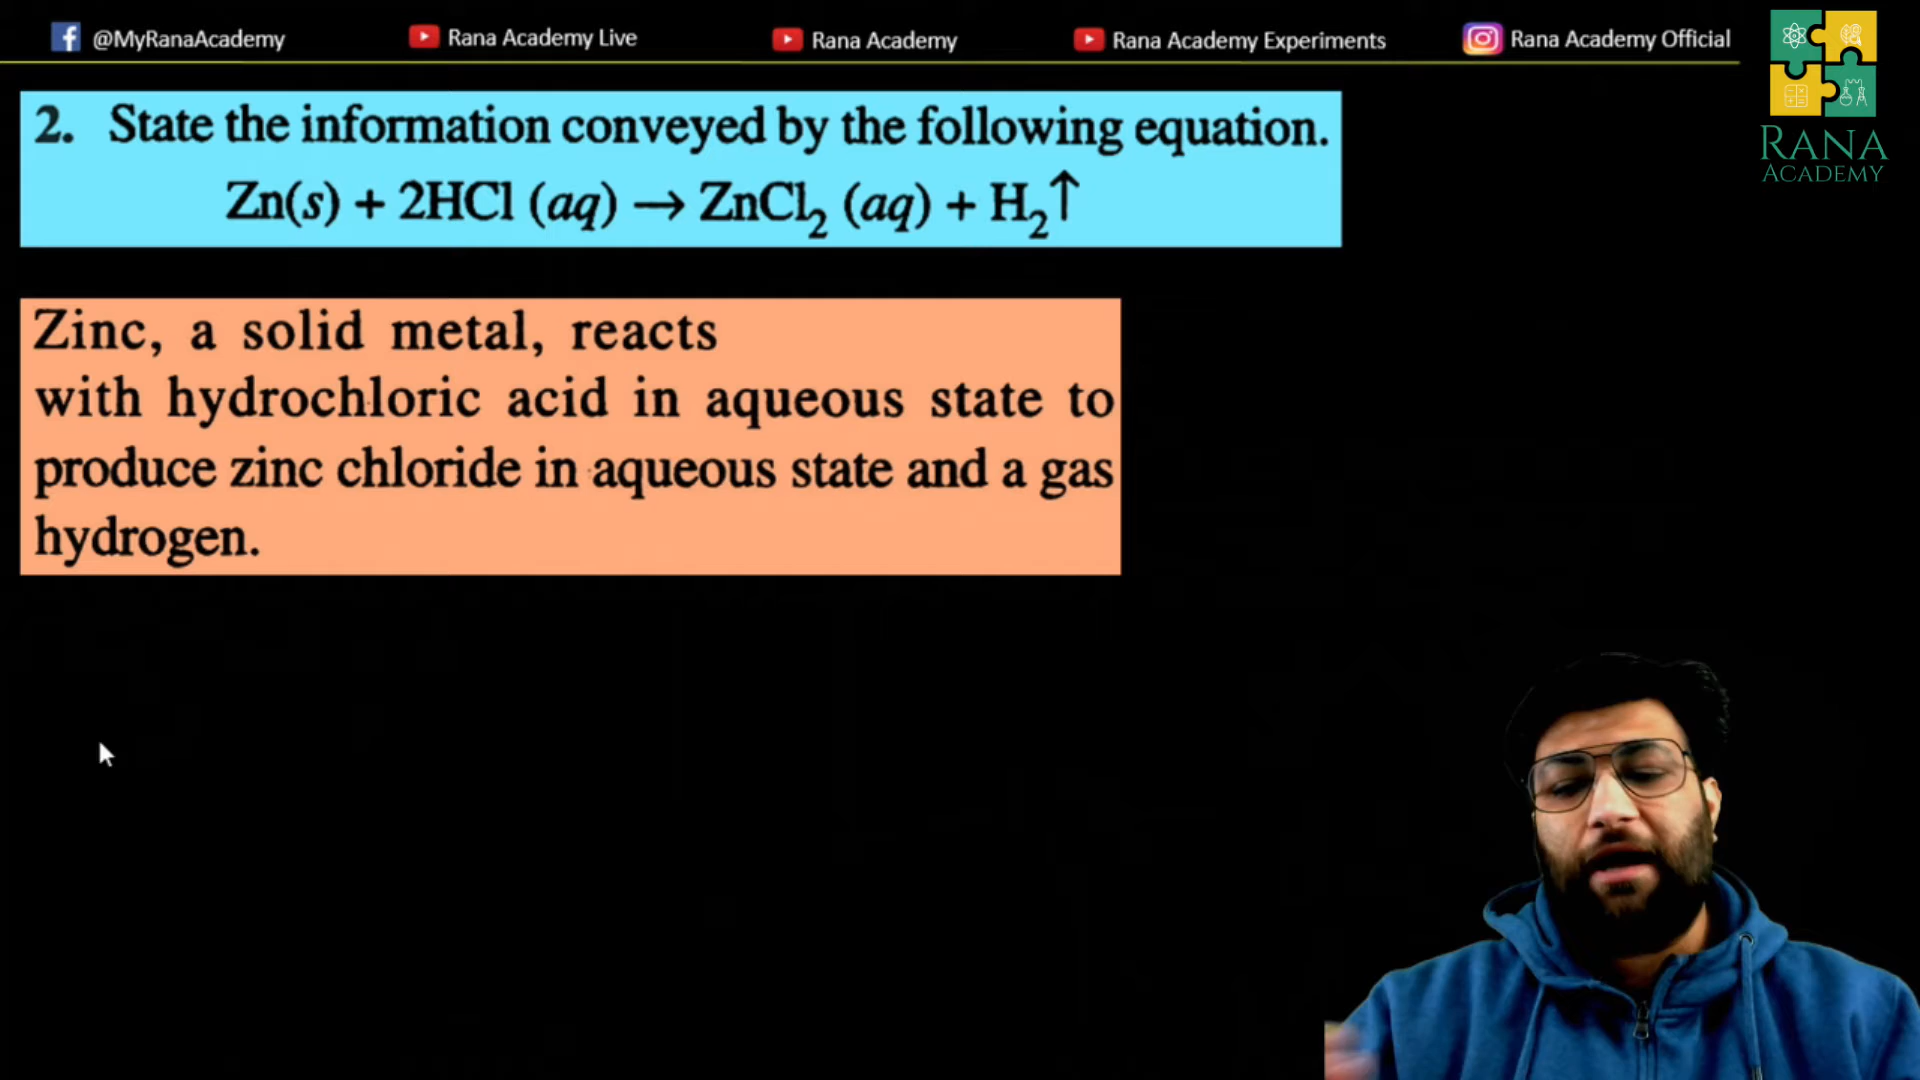 @MyRanaAcademy
Rana Academy Live
Rana Academy
Rana Academy Experiments
Rana Academy Official
RANA
ACADEMY
2. State the information conveyed by the following equation.
Zn(s) + 2HCl (aq) → ZnCl₂ (aq) + H₂↑
Zinc, a solid metal, reacts
with hydrochloric acid in aqueous state to
produce zinc chloride in aqueous state and a gas
hydrogen.